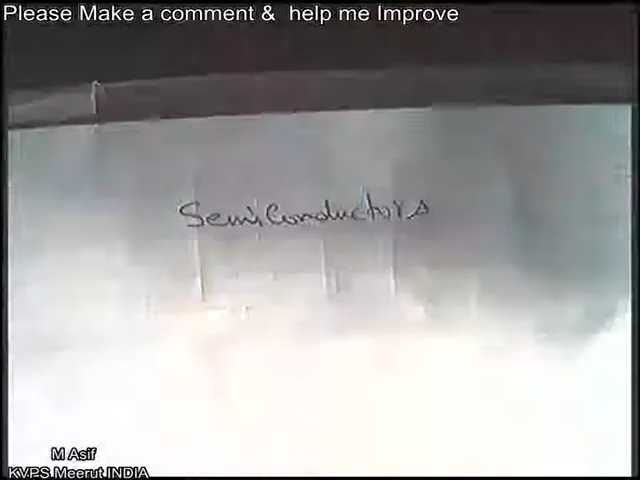 Please Make a comment &  help me Improve
SemiConductors
M Asif
KVPS Meerut INDIA